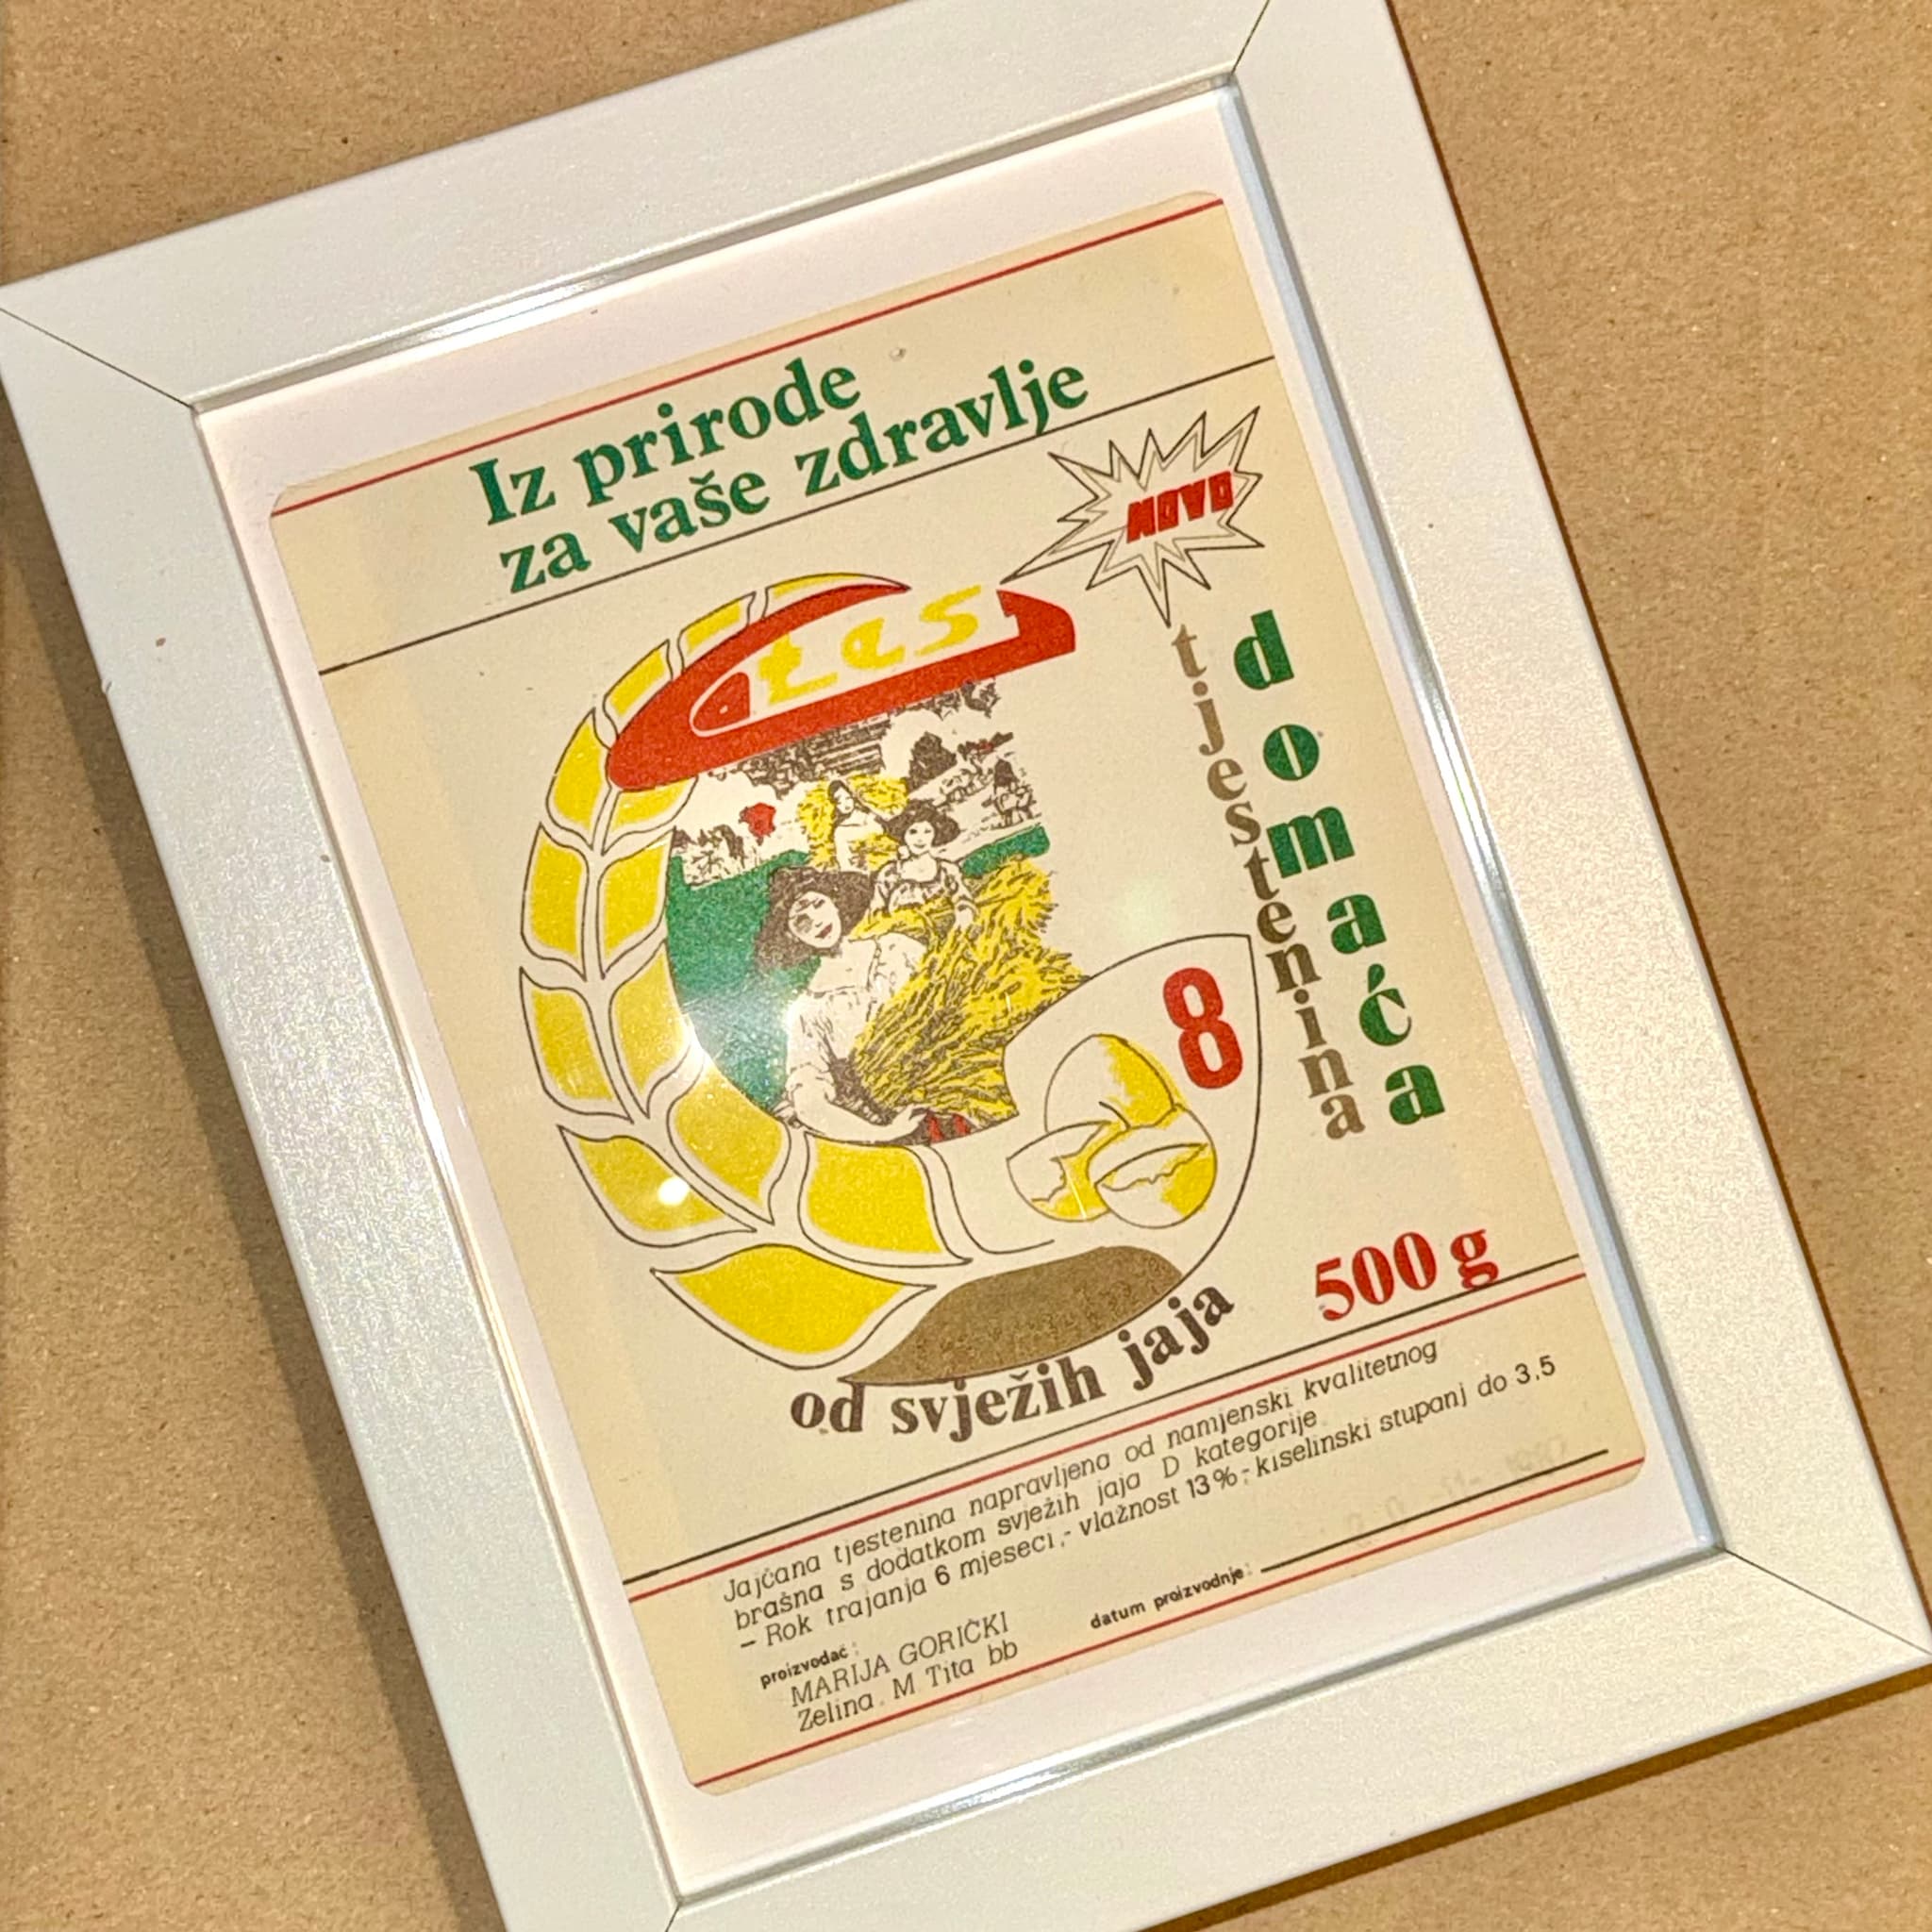 Iz prirode
za vaše zdravlje
NOVO
ates
domaća
tjestenina
8
500 g
od svježih jaja
Jajčana tjestenina napravljena od namjenski kvalitetnog
brašna s dodatkom svježih jaja D kategorije
– Rok trajanja 6 mjeseci,- vlažnost 13%,- kiselinski stupanj do 3,5
proizvođač:
MARIJA GORIČKI
Zelina. M Tita bb
datum proizvodnje: